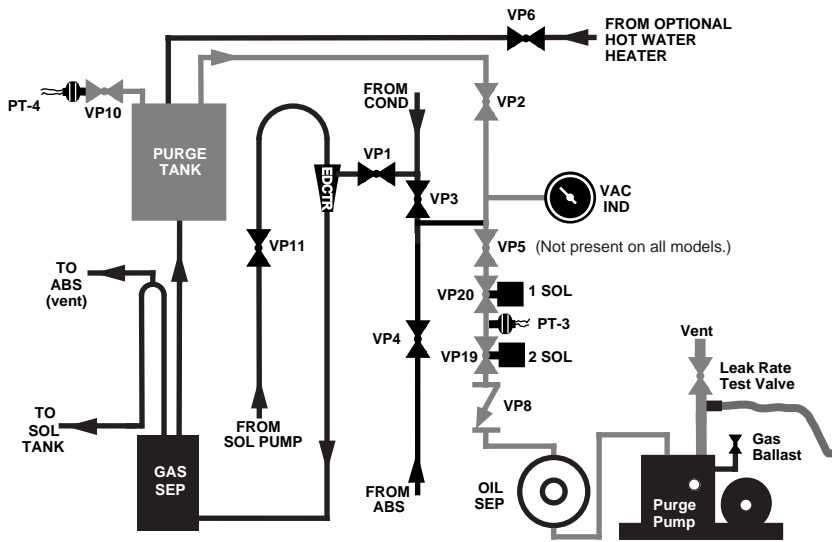 VP6
FROM OPTIONAL
HOT WATER
HEATER
PT-4
VP10
FROM
COND
VP2
PURGE
TANK
EDCTR
VP1
VP3
VAC
IND
VP11
VP5 (Not present on all models.)
TO
ABS
(vent)
VP20
1 SOL
PT-3
VP4
VP19
2 SOL
Vent
Leak Rate
Test Valve
VP8
TO
SOL
TANK
FROM
SOL PUMP
Gas
Ballast
GAS
SEP
FROM
ABS
OIL
SEP
Purge
Pump